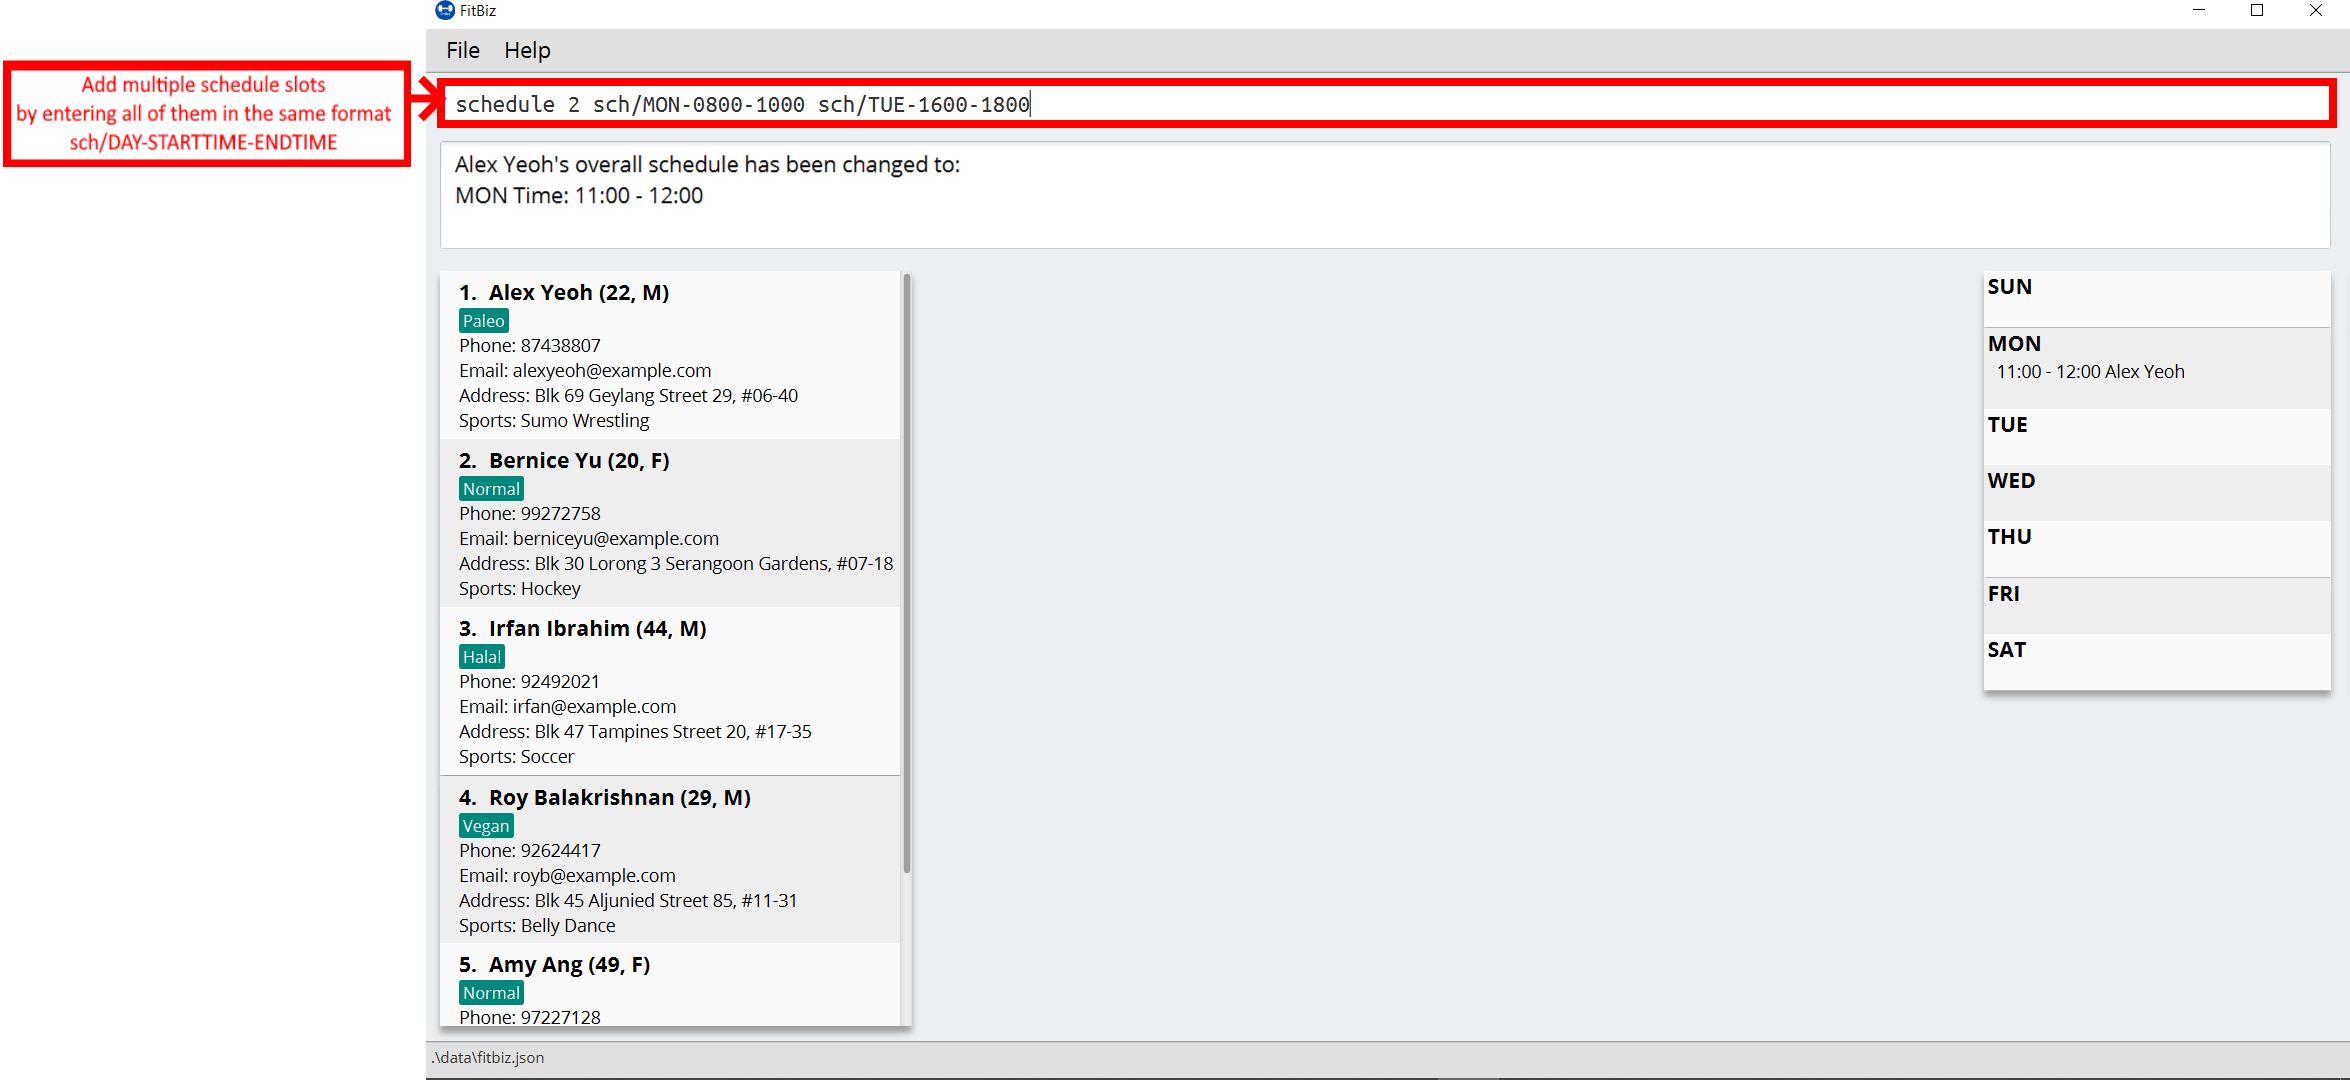 FitBiz
File Help
Add multiple schedule slots
by entering all of them in the same format
sch/DAY-STARTTIME-ENDTIME
schedule 2 sch/MON-0800-1000 sch/TUE-1600-1800
Alex Yeoh's overall schedule has been changed to:
MON Time: 11:00 - 12:00
1. Alex Yeoh (22, M)
Paleo
Phone: 87438807
Email: alexyeoh@example.com
Address: Blk 69 Geylang Street 29, #06-40
Sports: Sumo Wrestling
2. Bernice Yu (20, F)
Normal
Phone: 99272758
Email: berniceyu@example.com
Address: Blk 30 Lorong 3 Serangoon Gardens, #07-18
Sports: Hockey
3. Irfan Ibrahim (44, M)
Halal
Phone: 92492021
Email: irfan@example.com
Address: Blk 47 Tampines Street 20, #17-35
Sports: Soccer
4. Roy Balakrishnan (29, M)
Vegan
Phone: 92624417
Email: royb@example.com
Address: Blk 45 Aljunied Street 85, #11-31
Sports: Belly Dance
5. Amy Ang (49, F)
Normal
Phone: 97227128
SUN
MON
11:00 - 12:00 Alex Yeoh
TUE
WED
THU
FRI
SAT
.\data\fitbiz.json